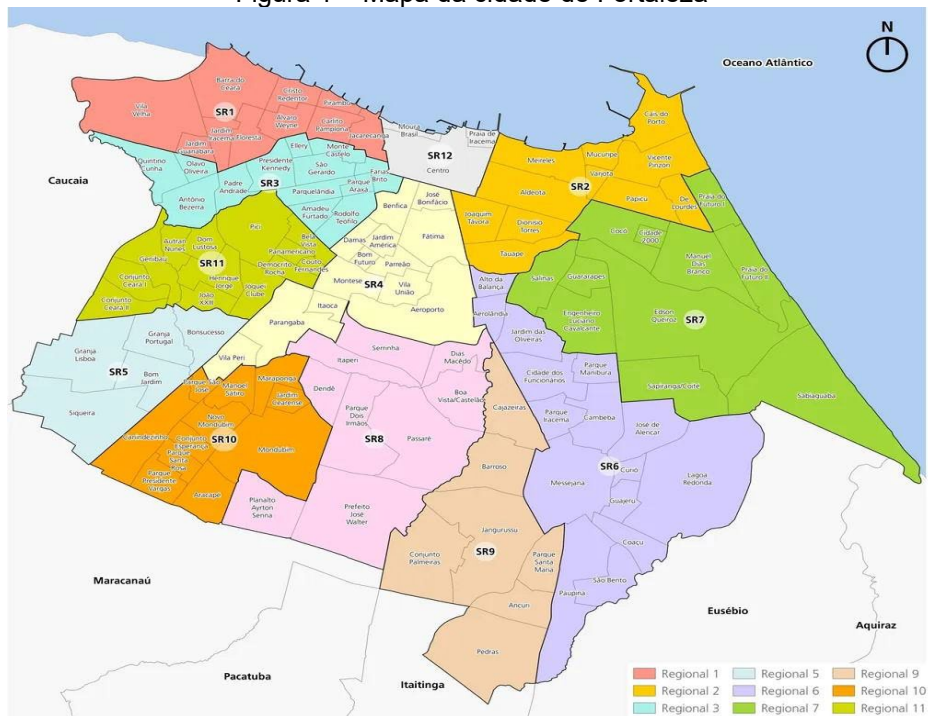 Figura 1 – Mapa da cidade de Fortaleza
N
Oceano Atlântico
Caucaia
Maracanaú
Pacatuba
Itaitinga
Eusébio
Aquiraz
SR1
Vila
Velha
Barra do
Ceará
Cristo
Redentor
Pirambu
Álvaro
Weyne
Carlito
Pamplona
Jacarecanga
Jardim
Iracema
Floresta
Jardim
Guanabara
SR12
Moura
Brasil
Praia de
Iracema
Centro
SR2
Cais do
Porto
Meireles
Mucuripe
Varjota
Vicente
Pinzon
Aldeota
Papicu
De
Lourdes
Joaquim
Távora
Dionísio
Torres
Tauape
SR3
Quintino
Cunha
Olavo
Oliveira
Presidente
Kennedy
Ellery
Monte
Castelo
São
Gerardo
Farias
Brito
Padre
Andrade
Parquelândia
Parque
Araxá
Antônio
Bezerra
Amadeu
Furtado
Rodolfo
Teófilo
SR4
José
Bonifácio
Benfica
Damas
Jardim
América
Fátima
Bom
Futuro
Parreão
Montese
Vila
União
Aeroporto
Itaoca
Parangaba
Vila Peri
SR11
Autran
Nunes
Dom
Lustosa
Pici
Bela
Vista
Panamericano
Genibaú
Henrique
Jorge
Democrito
Rocha
Couto
Fernandes
Conjunto
Ceará I
João
XXIII
Joquei
Clube
Conjunto
Ceará II
SR5
Granja
Lisboa
Granja
Portugal
Bonsucesso
Bom
Jardim
Siqueira
SR10
Parque São
José
Manoel
Satiro
Maraponga
Jardim
Cearense
Novo
Mondubim
Canindezinho
Conjunto
Esperança
Parque
Santa
Rosa
Mondubim
Parque
Presidente
Vargas
Aracapé
SR8
Serrinha
Itaperi
Dias
Macêdo
Dendê
Boa
Vista/Castelão
Parque
Dois
Irmãos
Passaré
Planalto
Ayrton
Senna
Prefeito
José
Walter
SR9
Cajazeiras
Barroso
Jangurussu
Conjunto
Palmeiras
Parque
Santa
Maria
Ancuri
Pedras
SR6
Alto da
Balança
Aerolândia
Jardim das
Oliveiras
Cidade dos
Funcionários
Parque
Manibura
Parque
Iracema
Cambeba
José de
Alencar
Messejana
Curió
Lagoa
Redonda
Guajeru
Coaçu
São Bento
Paupina
SR7
Praia do
Futuro I
Cocó
Cidade
2000
Manuel
Dias
Branco
Praia do
Futuro II
Salinas
Guararapes
Engenheiro
Luciano
Cavalcante
Edson
Queiroz
Sapiranga/Coité
Sabiaguaba
Regional 1
Regional 2
Regional 3
Regional 5
Regional 6
Regional 7
Regional 9
Regional 10
Regional 11